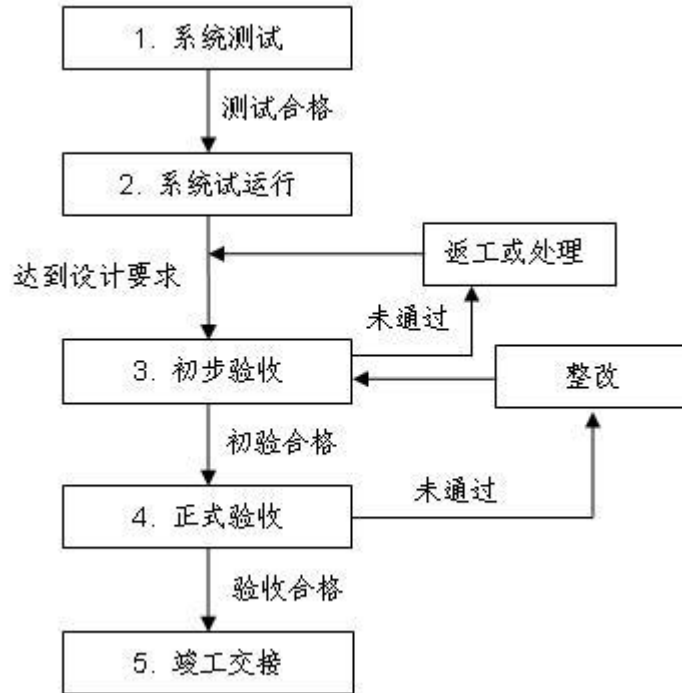 1. 系统测试
测试合格
2. 系统试运行
返工或处理
达到设计要求
未通过
3. 初步验收
整改
初验合格
未通过
4. 正式验收
验收合格
5. 竣工交接